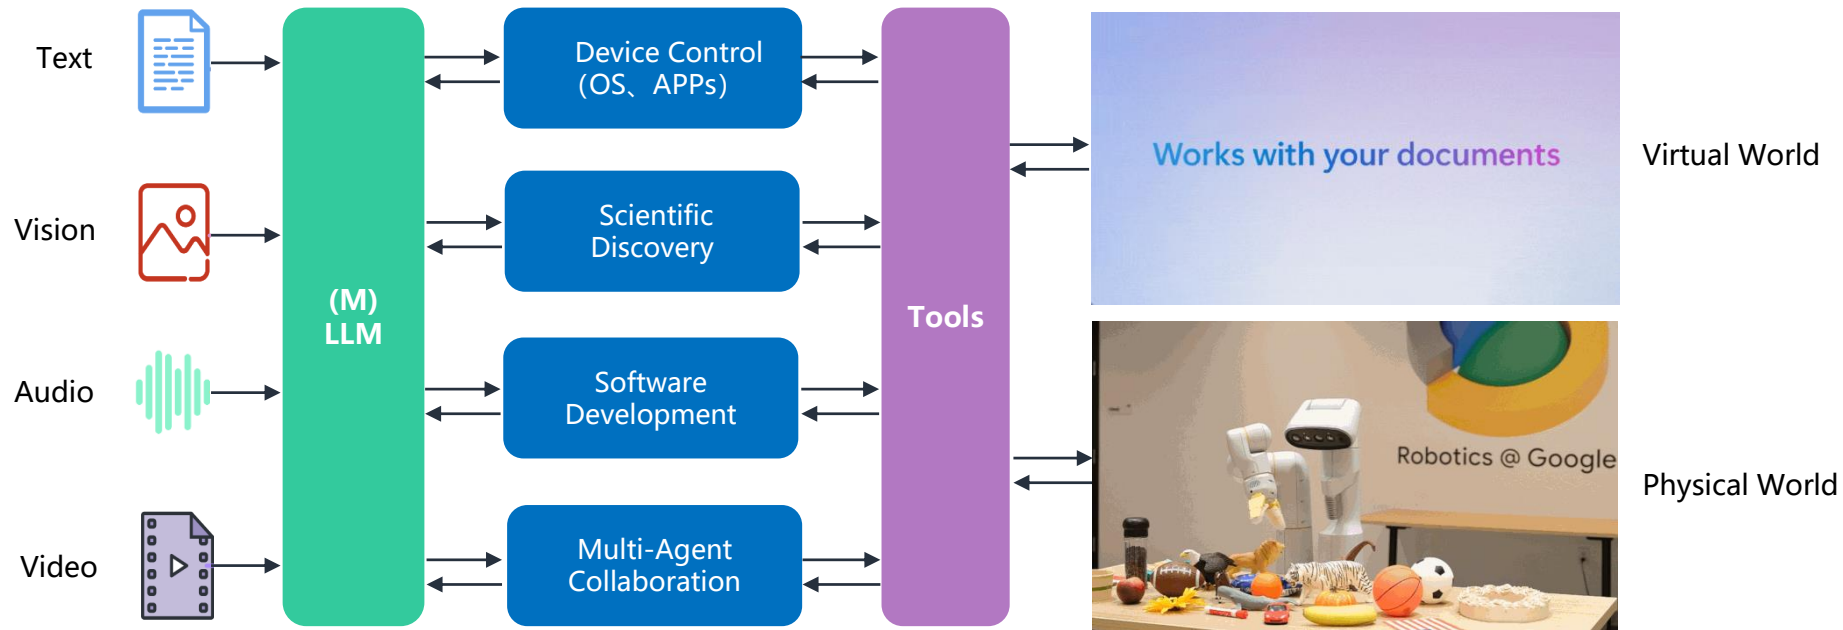 Text
Vision
Audio
Video
(M)
LLM
Device Control
(OS、APPs)
Scientific
Discovery
Software
Development
Multi-Agent
Collaboration
Tools
Works with your documents
Virtual World
Robotics @ Google
Physical World